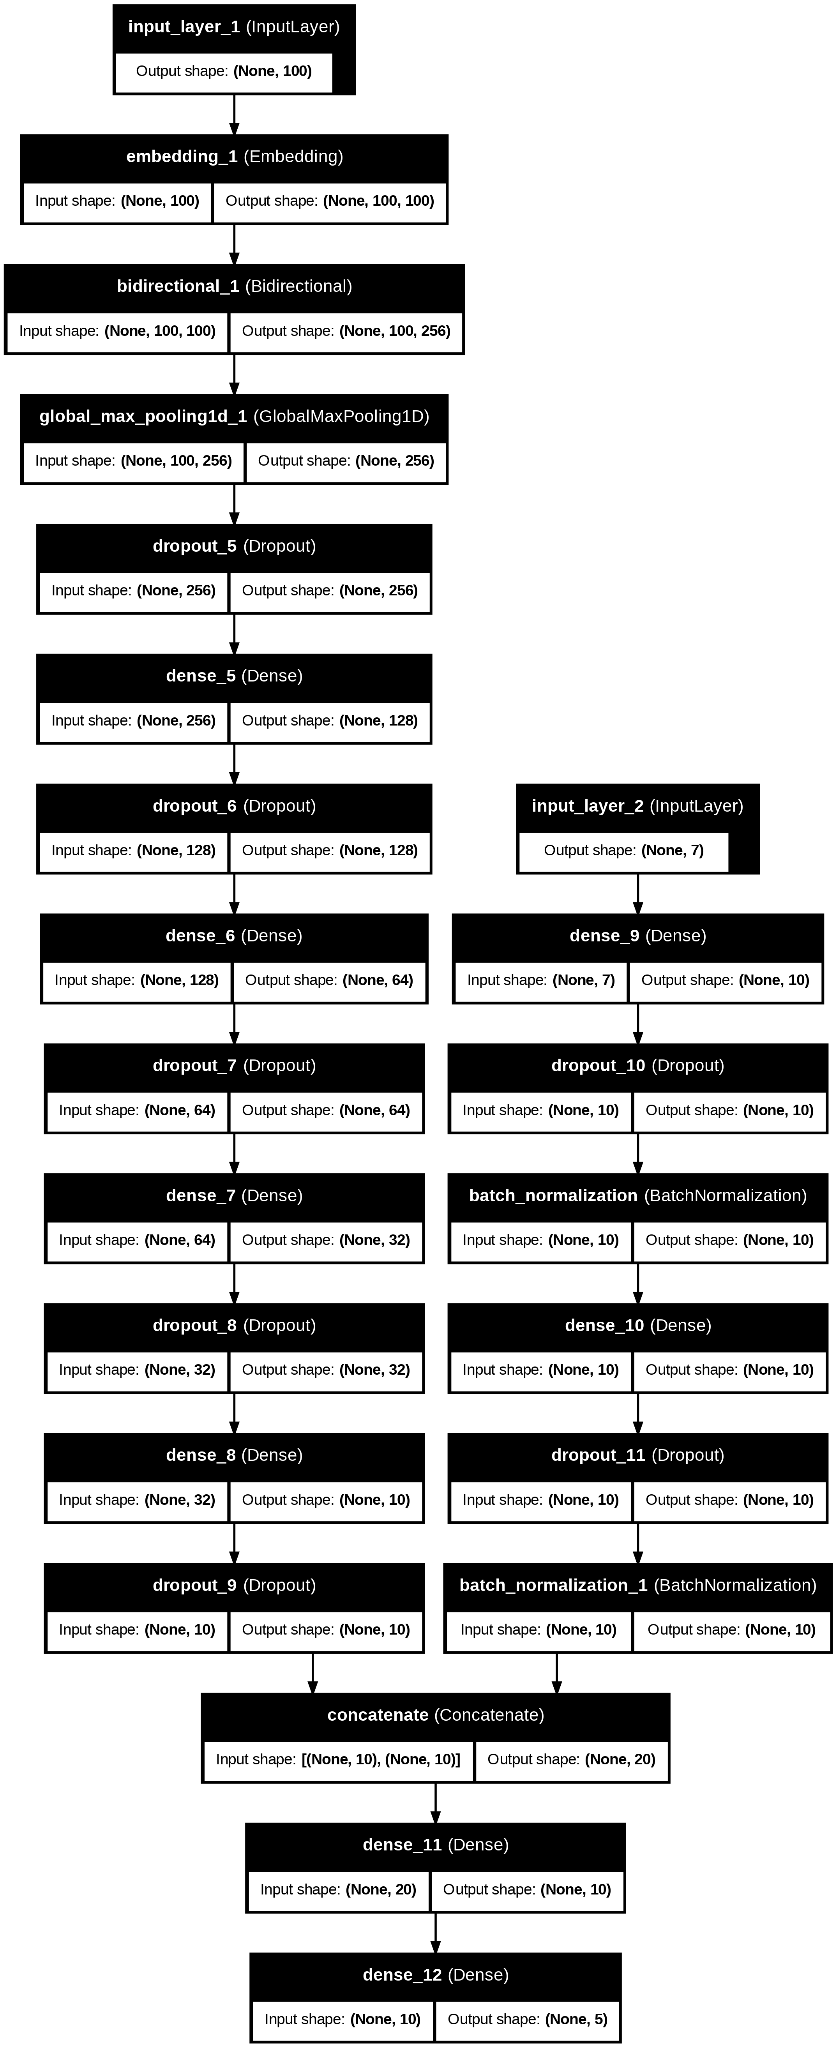 input_layer_1 (InputLayer)
Output shape: (None, 100)
embedding_1 (Embedding)
Input shape: (None, 100) Output shape: (None, 100, 100)
bidirectional_1 (Bidirectional)
Input shape: (None, 100, 100) Output shape: (None, 100, 256)
global_max_pooling1d_1 (GlobalMaxPooling1D)
Input shape: (None, 100, 256) Output shape: (None, 256)
dropout_5 (Dropout)
Input shape: (None, 256) Output shape: (None, 256)
dense_5 (Dense)
Input shape: (None, 256) Output shape: (None, 128)
dropout_6 (Dropout)
Input shape: (None, 128) Output shape: (None, 128)
dense_6 (Dense)
Input shape: (None, 128) Output shape: (None, 64)
dropout_7 (Dropout)
Input shape: (None, 64) Output shape: (None, 64)
dense_7 (Dense)
Input shape: (None, 64) Output shape: (None, 32)
dropout_8 (Dropout)
Input shape: (None, 32) Output shape: (None, 32)
dense_8 (Dense)
Input shape: (None, 32) Output shape: (None, 10)
dropout_9 (Dropout)
Input shape: (None, 10) Output shape: (None, 10)
input_layer_2 (InputLayer)
Output shape: (None, 7)
dense_9 (Dense)
Input shape: (None, 7) Output shape: (None, 10)
dropout_10 (Dropout)
Input shape: (None, 10) Output shape: (None, 10)
batch_normalization (BatchNormalization)
Input shape: (None, 10) Output shape: (None, 10)
dense_10 (Dense)
Input shape: (None, 10) Output shape: (None, 10)
dropout_11 (Dropout)
Input shape: (None, 10) Output shape: (None, 10)
batch_normalization_1 (BatchNormalization)
Input shape: (None, 10) Output shape: (None, 10)
concatenate (Concatenate)
Input shape: [(None, 10), (None, 10)] Output shape: (None, 20)
dense_11 (Dense)
Input shape: (None, 20) Output shape: (None, 10)
dense_12 (Dense)
Input shape: (None, 10) Output shape: (None, 5)